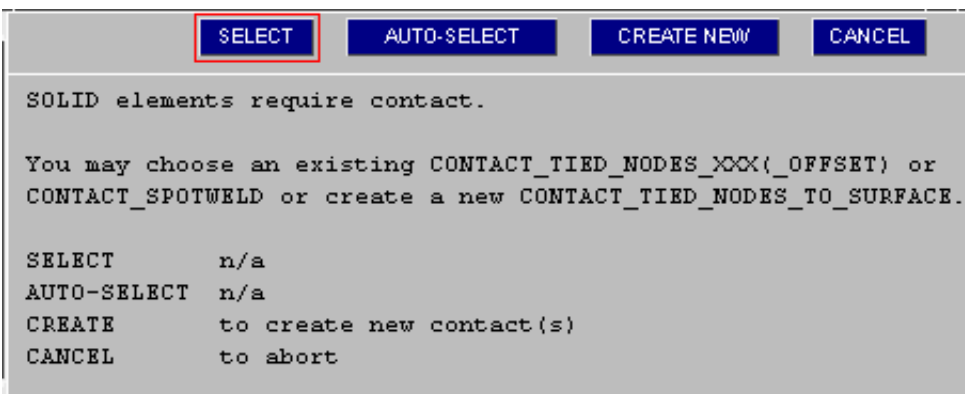 SELECT AUTO-SELECT CREATE NEW CANCEL
SOLID elements require contact.
You may choose an existing CONTACT_TIED_NODES_XXX(_OFFSET) or
CONTACT_SPOTWELD or create a new CONTACT_TIED_NODES_TO_SURFACE.
SELECT n/a
AUTO-SELECT n/a
CREATE to create new contact(s)
CANCEL to abort